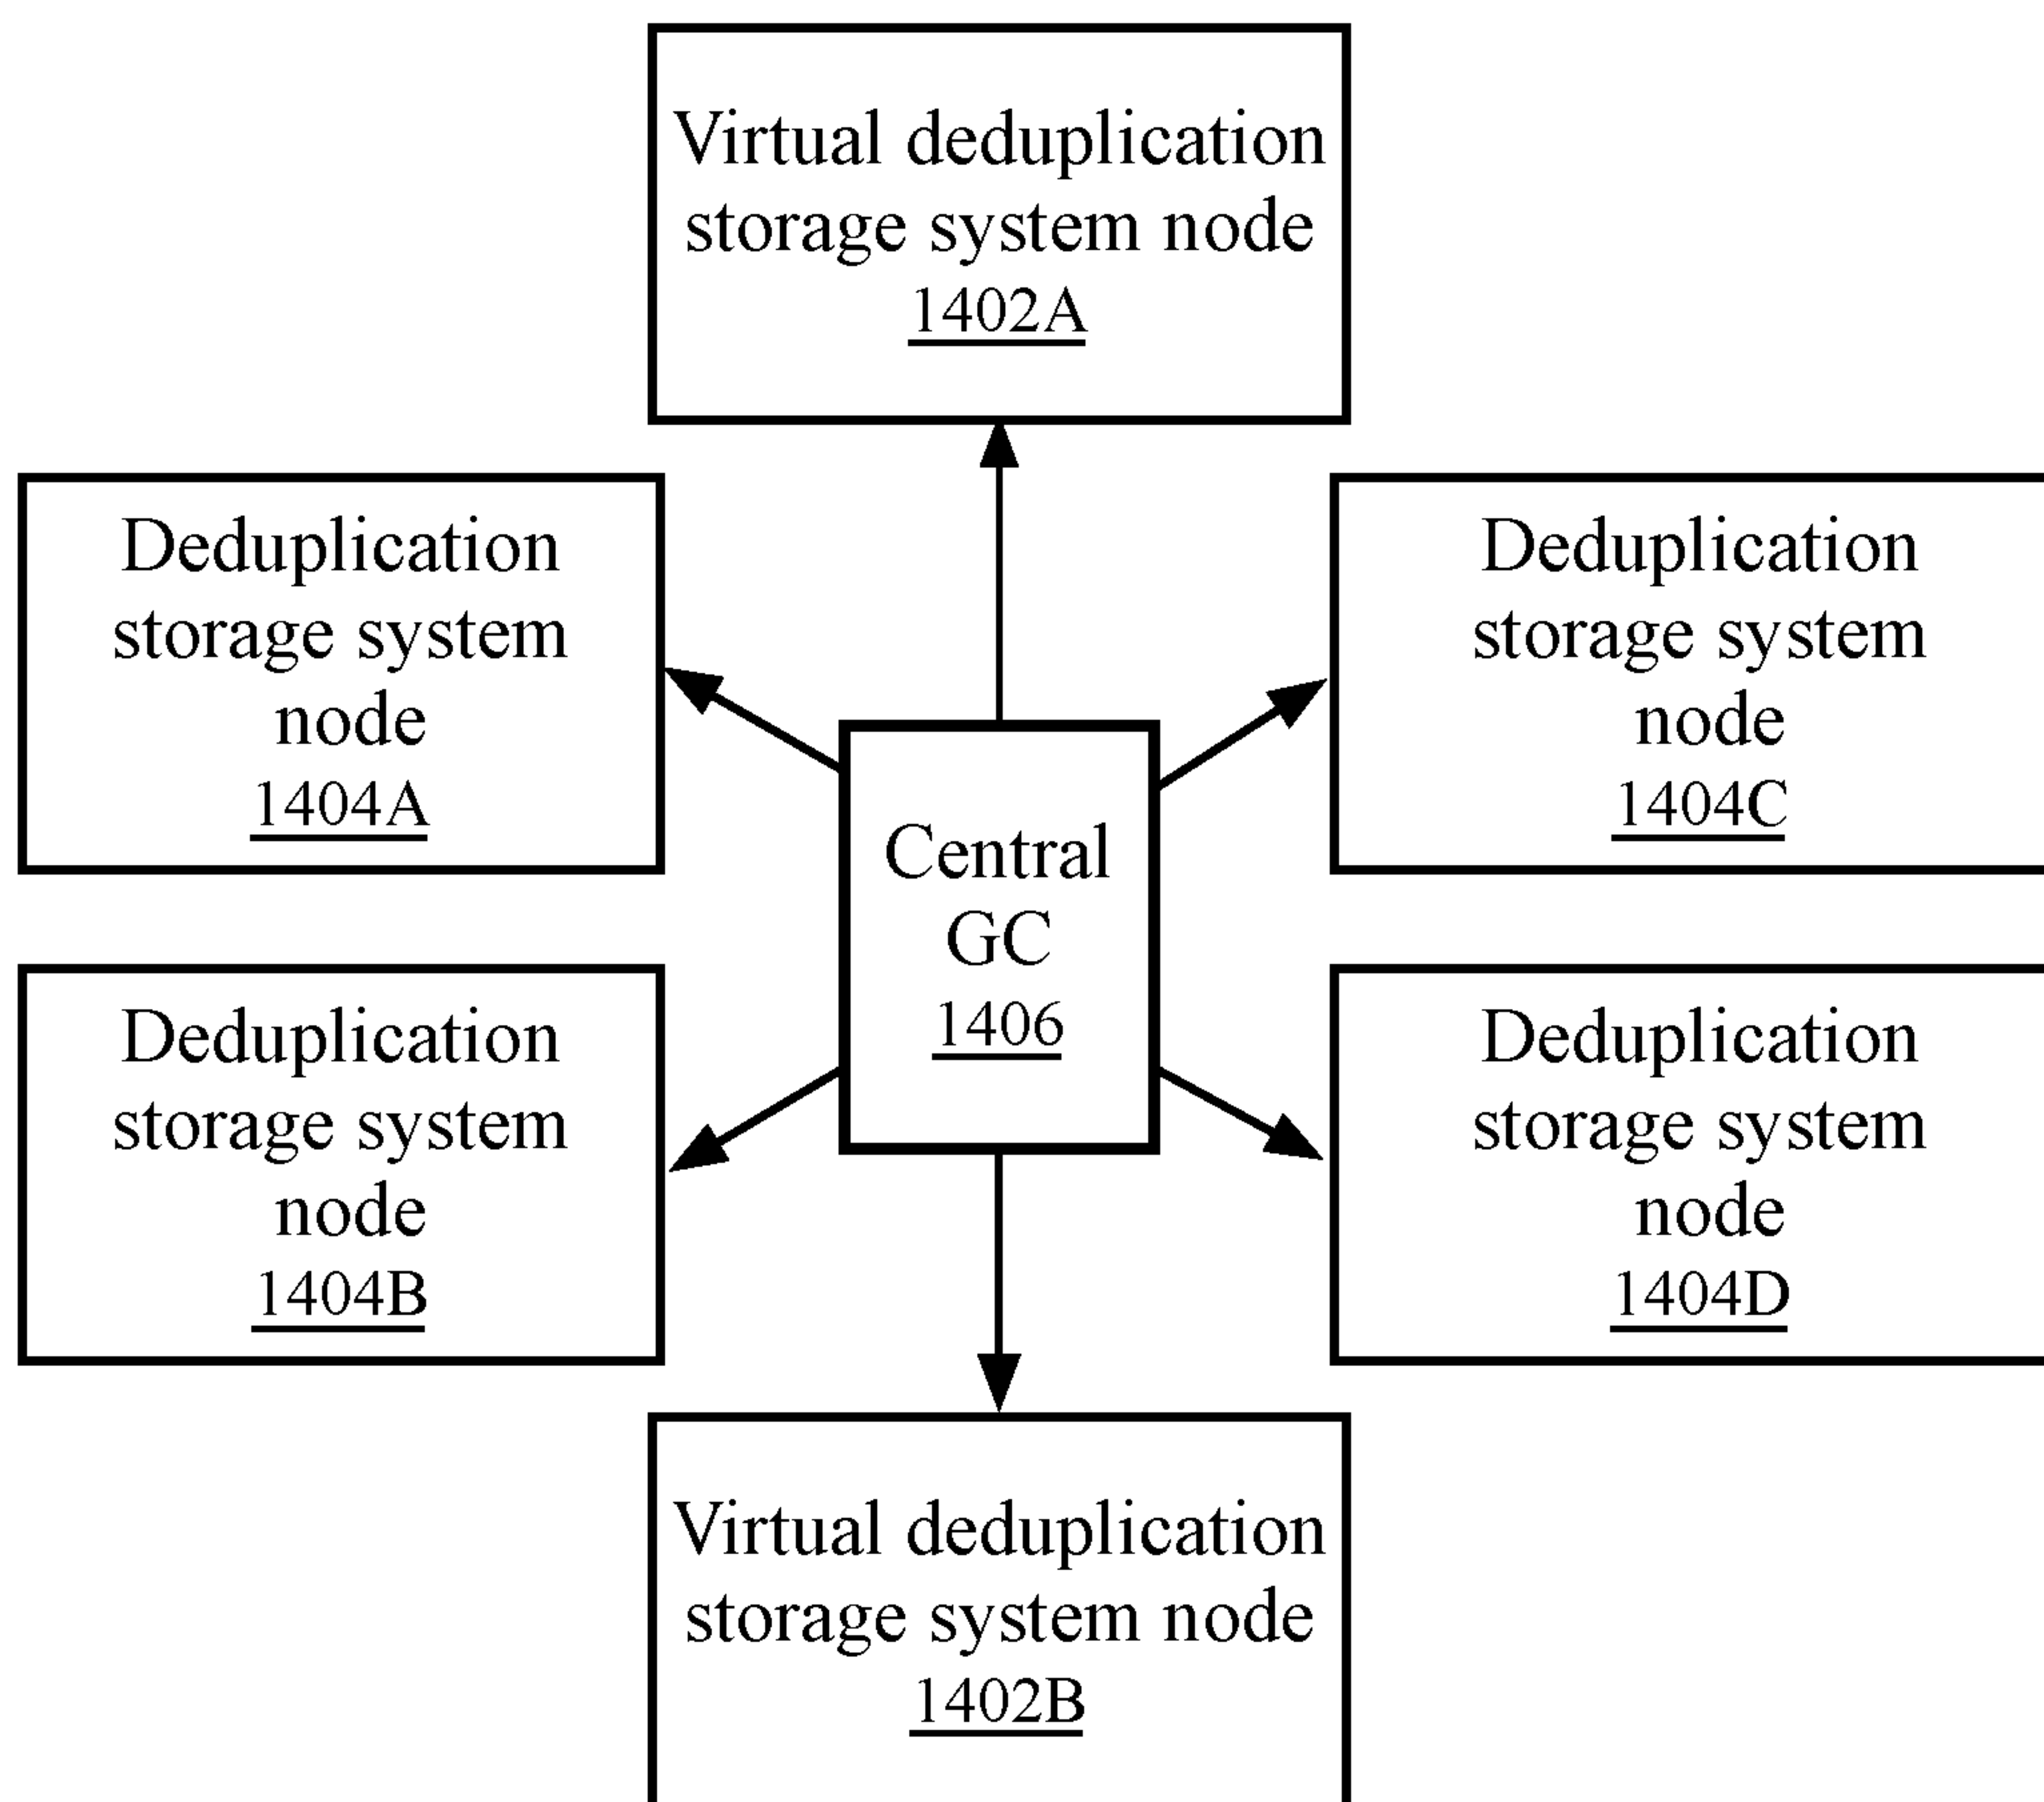 Virtual deduplication
storage system node
1402A
Deduplication
storage system
node
1404A
Deduplication
storage system
node
1404C
Central
GC
1406
Deduplication
storage system
node
1404B
Deduplication
storage system
node
1404D
Virtual deduplication
storage system node
1402B